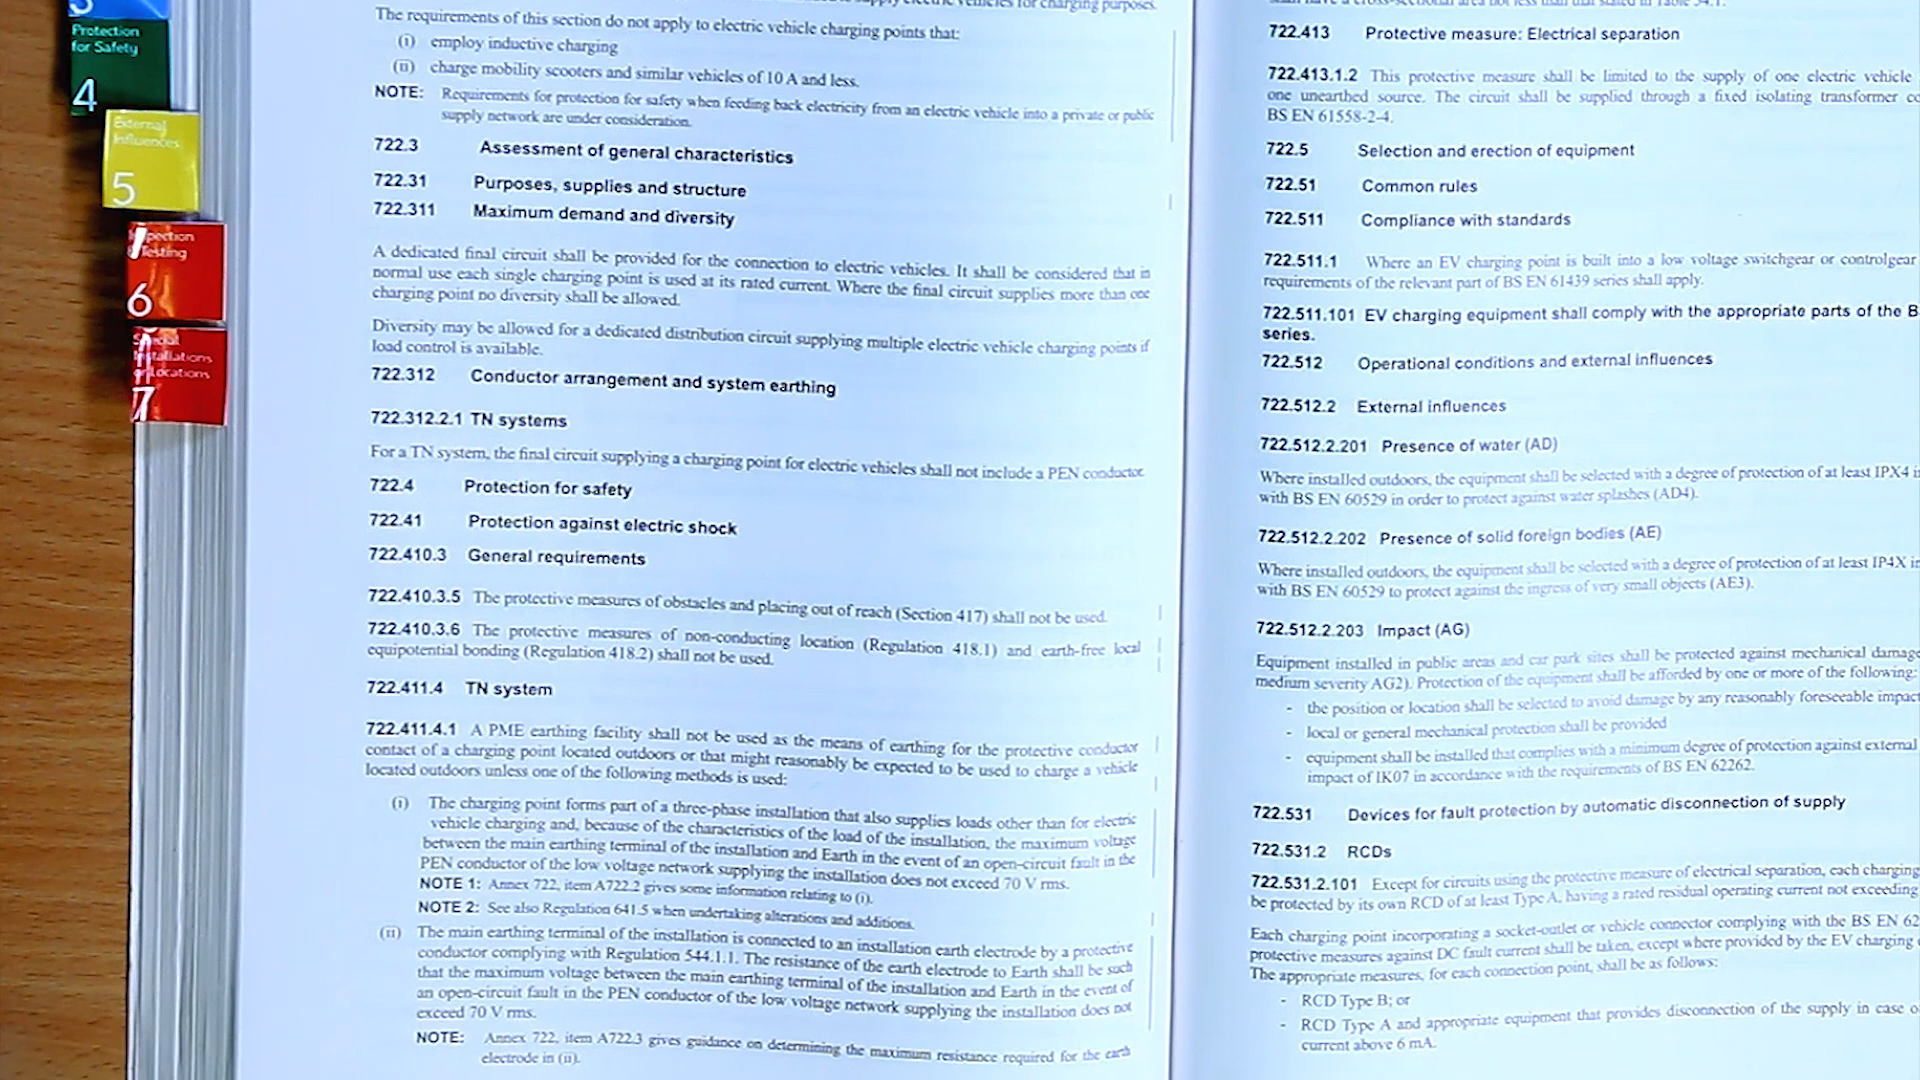 3
Protection
for Safety
4
External
Influences
5
Testing
6
Installations
or Locations
7
electric vehicles for charging purposes.
The requirements of this section do not apply to electric vehicle charging points that:
(i) employ inductive charging
(ii) charge mobility scooters and similar vehicles of 10 A and less.
NOTE: Requirements for protection for safety when feeding back electricity from an electric vehicle into a private or public
supply network are under consideration.
722.3 Assessment of general characteristics
722.31 Purposes, supplies and structure
722.311 Maximum demand and diversity
A dedicated final circuit shall be provided for the connection to electric vehicles. It shall be considered that in
normal use each single charging point is used at its rated current. Where the final circuit supplies more than one
charging point no diversity shall be allowed.
Diversity may be allowed for a dedicated distribution circuit supplying multiple electric vehicle charging points if
load control is available.
722.312 Conductor arrangement and system earthing
722.312.2.1 TN systems
For a TN system, the final circuit supplying a charging point for electric vehicles shall not include a PEN conductor.
722.4 Protection for safety
722.41 Protection against electric shock
722.410.3 General requirements
722.410.3.5 The protective measures of obstacles and placing out of reach (Section 417) shall not be used.
722.410.3.6 The protective measures of non-conducting location (Regulation 418.1) and earth-free local
equipotential bonding (Regulation 418.2) shall not be used.
722.411.4 TN system
722.411.4.1 A PME earthing facility shall not be used as the means of earthing for the protective conductor
contact of a charging point located outdoors or that might reasonably be expected to be used to charge a vehicle
located outdoors unless one of the following methods is used:
(i) The charging point forms part of a three-phase installation that also supplies loads other than for electric
vehicle charging and, because of the characteristics of the load of the installation, the maximum voltage
between the main earthing terminal of the installation and Earth in the event of an open-circuit fault in the
PEN conductor of the low voltage network supplying the installation does not exceed 70 V rms.
NOTE 1: Annex 722, item A722.2 gives some information relating to (i).
NOTE 2: See also Regulation 641.5 when undertaking alterations and additions.
(ii) The main earthing terminal of the installation is connected to an installation earth electrode by a protective
conductor complying with Regulation 544.1.1. The resistance of the earth electrode to Earth shall be such
that the maximum voltage between the main earthing terminal of the installation and Earth in the event of
an open-circuit fault in the PEN conductor of the low voltage network supplying the installation does not
exceed 70 V rms.
NOTE: Annex 722, item A722.3 gives guidance on determining the maximum resistance required for the earth
electrode in (ii).
722.413 Protective measure: Electrical separation
722.413.1.2 This protective measure shall be limited to the supply of one electric vehicle
one unearthed source. The circuit shall be supplied through a fixed isolating transformer co
BS EN 61558-2-4.
722.5 Selection and erection of equipment
722.51 Common rules
722.511 Compliance with standards
722.511.1 Where an EV charging point is built into a low voltage switchgear or controlgear
requirements of the relevant part of BS EN 61439 series shall apply.
722.511.101 EV charging equipment shall comply with the appropriate parts of the B
series.
722.512 Operational conditions and external influences
722.512.2 External influences
722.512.2.201 Presence of water (AD)
Where installed outdoors, the equipment shall be selected with a degree of protection of at least IPX4 i
with BS EN 60529 in order to protect against water splashes (AD4).
722.512.2.202 Presence of solid foreign bodies (AE)
Where installed outdoors, the equipment shall be selected with a degree of protection of at least IP4X i
with BS EN 60529 to protect against the ingress of very small objects (AE3).
722.512.2.203 Impact (AG)
Equipment installed in public areas and car park sites shall be protected against mechanical damage
medium severity AG2). Protection of the equipment shall be afforded by one or more of the following:
- the position or location shall be selected to avoid damage by any reasonably foreseeable impact
- local or general mechanical protection shall be provided
- equipment shall be installed that complies with a minimum degree of protection against external
impact of IK07 in accordance with the requirements of BS EN 62262.
722.531 Devices for fault protection by automatic disconnection of supply
722.531.2 RCDs
722.531.2.101 Except for circuits using the protective measure of electrical separation, each charging
be protected by its own RCD of at least Type A, having a rated residual operating current not exceeding
Each charging point incorporating a socket-outlet or vehicle connector complying with the BS EN 62
protective measures against DC fault current shall be taken, except where provided by the EV charging
The appropriate measures, for each connection point, shall be as follows:
- RCD Type B; or
- RCD Type A and appropriate equipment that provides disconnection of the supply in case o
current above 6 mA.